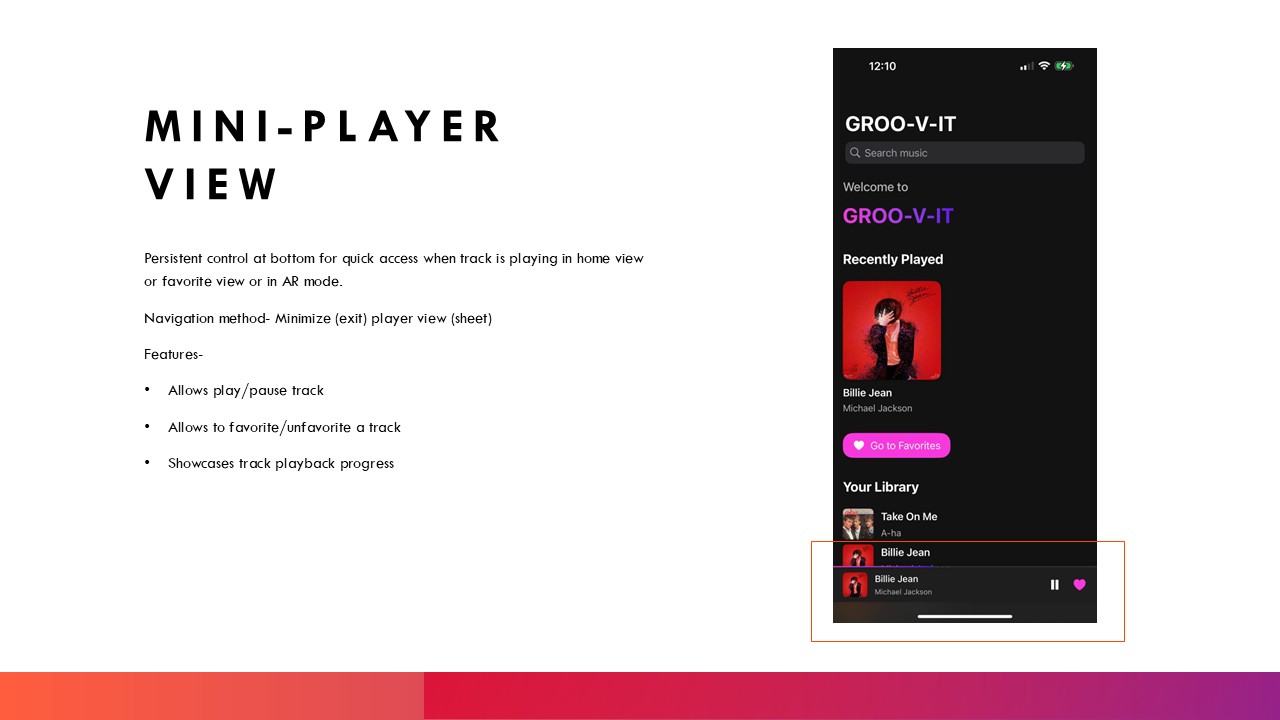 MINI-PLAYER
VIEW
Persistent control at bottom for quick access when track is playing in home view
or favorite view or in AR mode.
Navigation method- Minimize (exit) player view (sheet)
Features-
• Allows play/pause track
• Allows to favorite/unfavorite a track
• Showcases track playback progress
12:10
GROO-V-IT
Search music
Welcome to
GROO-V-IT
Recently Played
Billie Jean
Michael Jackson
Go to Favorites
Your Library
Take On Me
A-ha
Billie Jean
Billie Jean
Michael Jackson